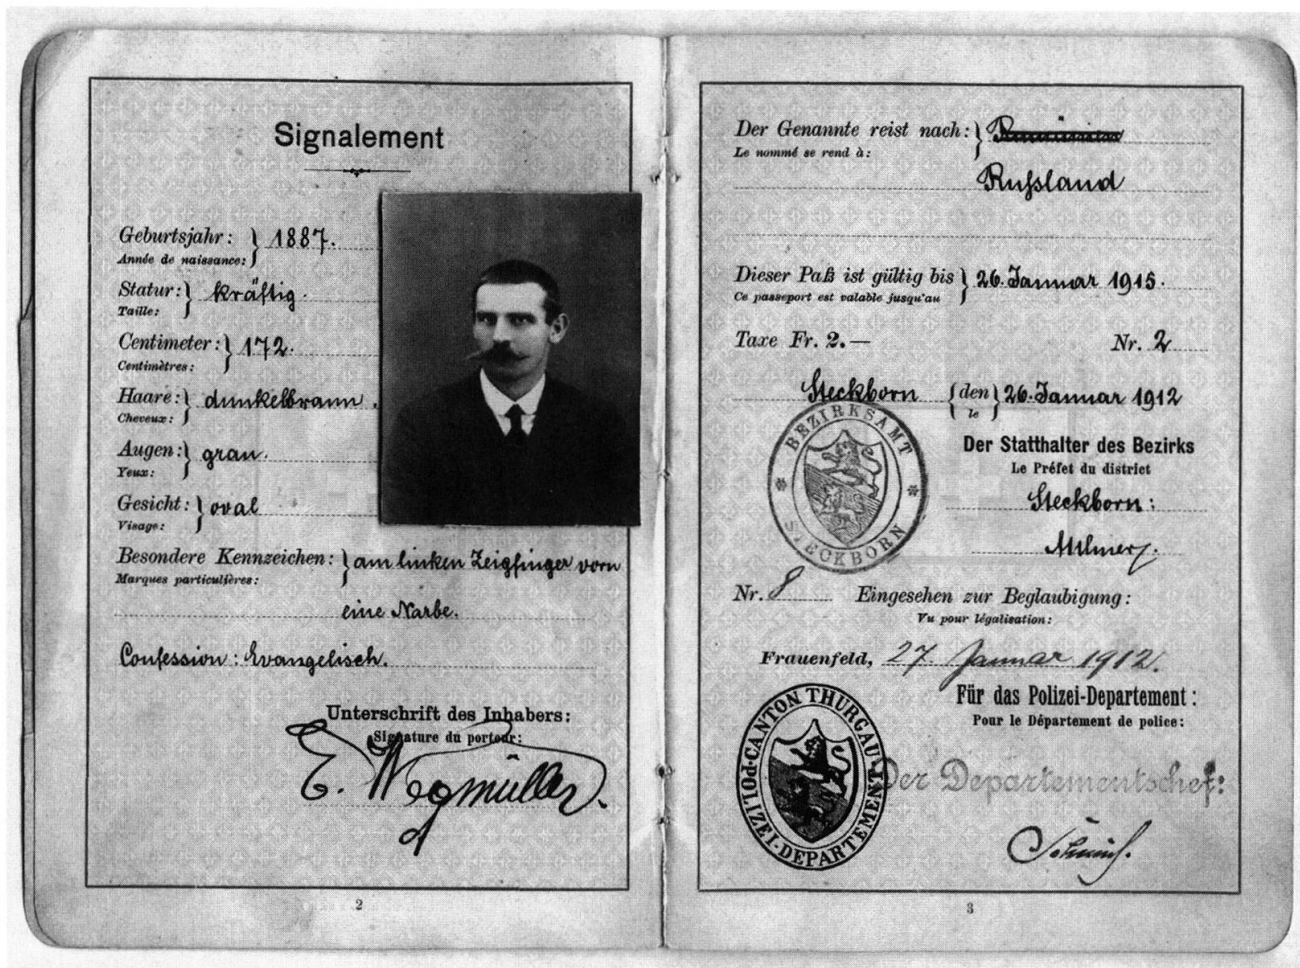 Signalement
Geburtsjahr: } 1887.
Année de naissance:
Statur: } kräftig.
Taille:
Centimeter: } 172.
Centimètres:
Haare: } dunkelbraun.
Cheveux:
Augen: } grau.
Yeux:
Gesicht: } oval
Visage:
Besondere Kennzeichen: } am linken Zeigfinger vorn
Marques particulières:
eine Narbe.
Confession: Evangelisch.
Unterschrift des Inhabers:
Signature du porteur:
E. Wegmüller.
2
Der Genannte reist nach: }
Le nommé se rend à:
Rußland
Dieser Paß ist gültig bis } 26. Januar 1915.
Ce passeport est valable jusqu'au
Taxe Fr. 2.—
Nr. 2
Steckborn { den } 26. Januar 1912
le
BEZIRKSAMT
STECKBORN
Der Statthalter des Bezirks
Le Préfet du district
Steckborn:
Nr. 8 Eingesehen zur Beglaubigung:
Vu pour légalisation:
Frauenfeld, 27. Januar 1912.
Für das Polizei-Departement:
Pour le Département de police:
CANTON THURGAU
POLIZEI-DEPARTEMENT
Der Departementschef:
3